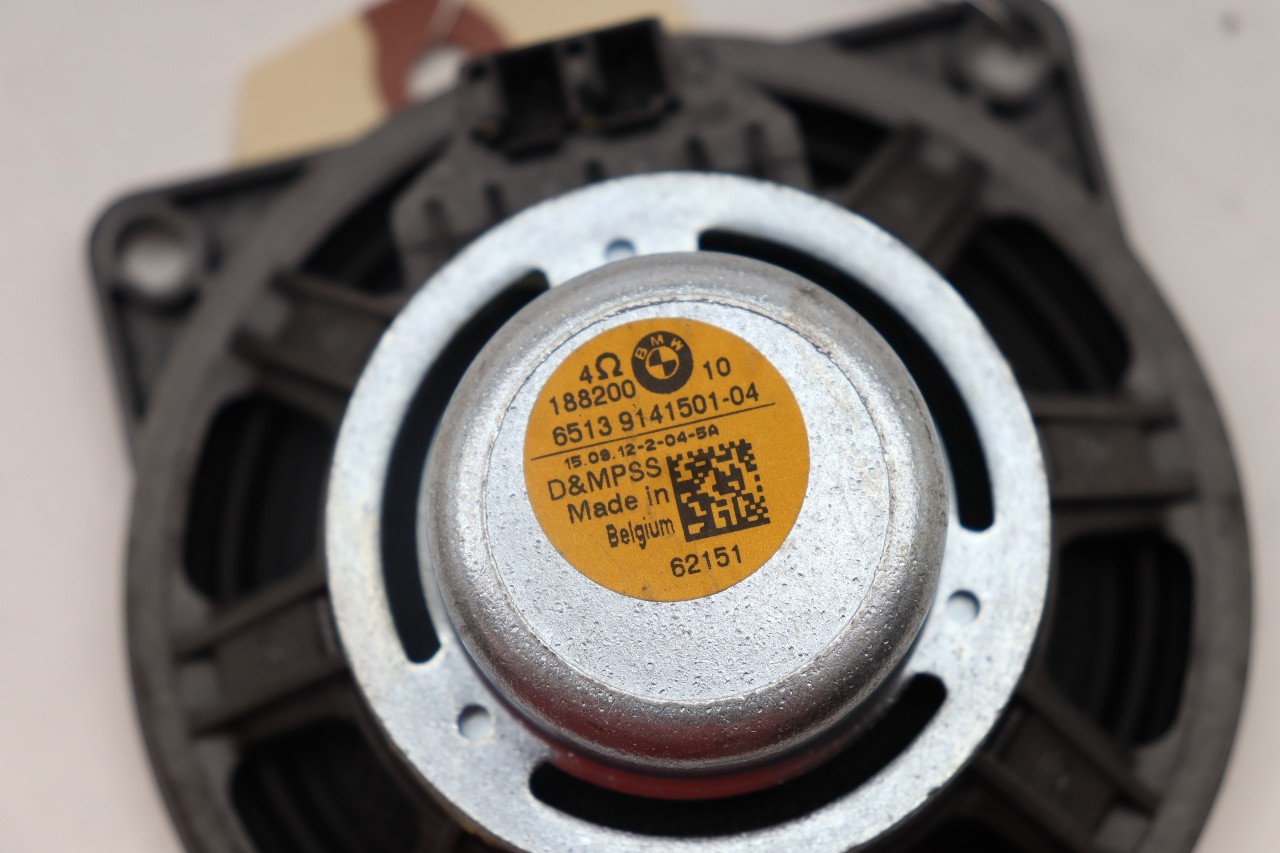 BMW
4Ω
188200 10
6513 9141501-04
15.09.12-2-04-5A
D&MPSS
Made in
Belgium
62151